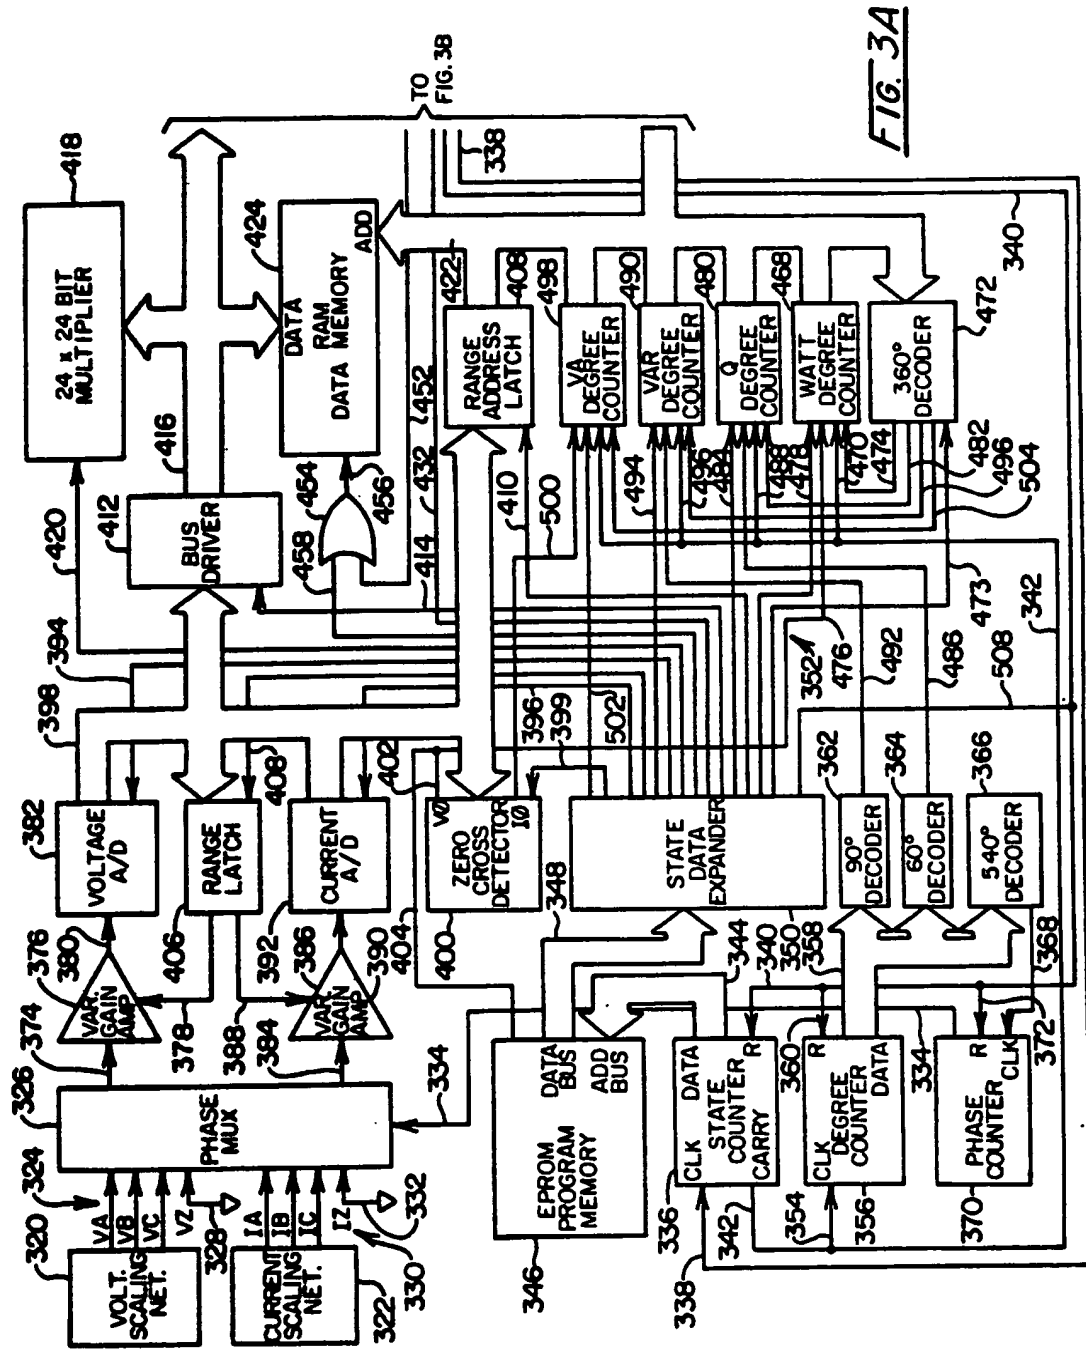 FIG. 3A
TO
FIG. 3B
320
VOLT.
SCALING
NET.
324
VA
VB
VC
VZ
328
CURRENT
SCALING
NET.
322
IA
IB
IC
IZ
330
332
326
PHASE
MUX
334
374
376
VAR.
GAIN
AMP
380
378
388
384
386
VAR.
GAIN
AMP
390
392
382
VOLTAGE
A/D
406
RANGE
LATCH
408
CURRENT
A/D
398
394
402
404
400
VØ
ZERO
CROSS
DETECTOR
IØ
396
399
420
412
BUS
DRIVER
416
24 x 24 BIT
MULTIPLIER
418
DATA
RAM
DATA MEMORY
ADD
424
454
456
458
452
432
414
422
410
RANGE
ADDRESS
LATCH
408
500
VA
DEGREE
COUNTER
498
494
VAR
DEGREE
COUNTER
490
496
484
Q
DEGREE
COUNTER
480
488
478
WATT
DEGREE
COUNTER
468
470
474
360°
DECODER
472
482
496
504
473
342
338
340
346
EPROM
PROGRAM
MEMORY
DATA
BUS
ADD
BUS
348
STATE
DATA
EXPANDER
350
502
352
476
492
486
508
362
90°
DECODER
364
60°
DECODER
366
540°
DECODER
368
344
340
358
336
CLK
DATA
STATE
COUNTER
R
CARRY
338
342
354
356
CLK
R
DEGREE
COUNTER
DATA
360
334
370
PHASE
COUNTER
R
CLK
372